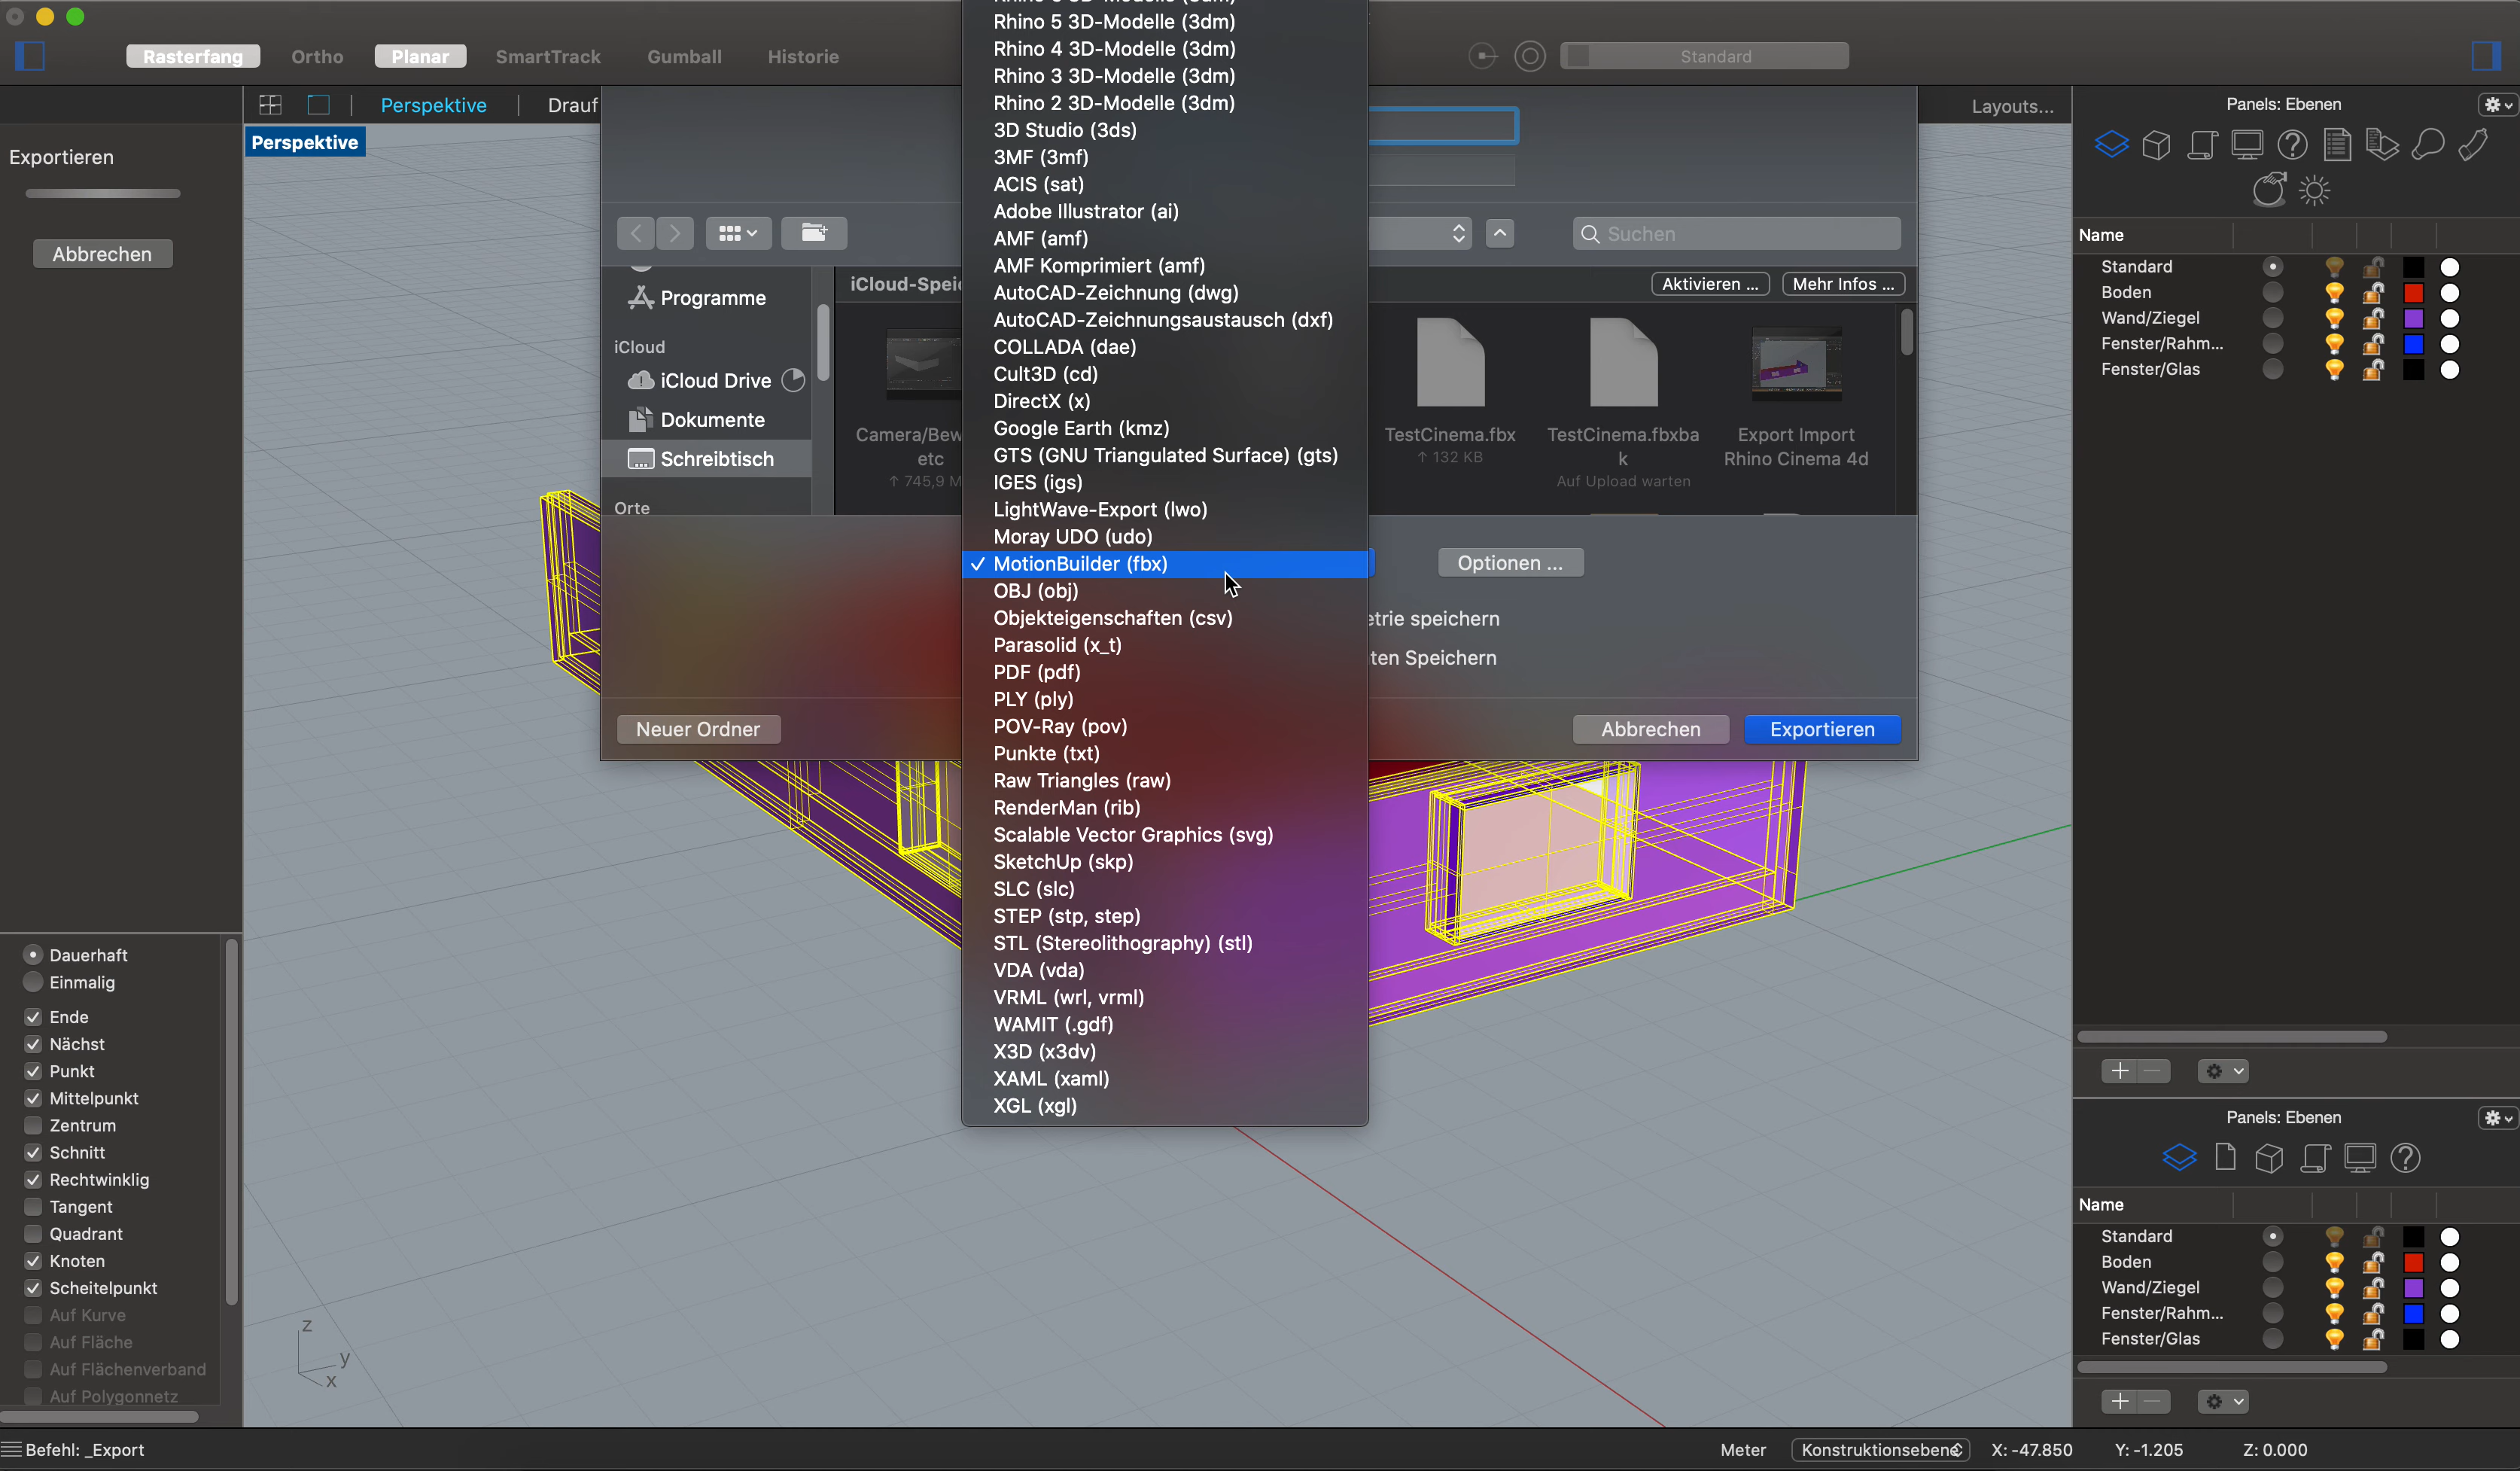 Rhino 5 3D-Modelle (3dm)
Rhino 4 3D-Modelle (3dm)
Rhino 3 3D-Modelle (3dm)
Rhino 2 3D-Modelle (3dm)
3D Studio (3ds)
3MF (3mf)
ACIS (sat)
Adobe Illustrator (ai)
AMF (amf)
AMF Komprimiert (amf)
AutoCAD-Zeichnung (dwg)
AutoCAD-Zeichnungsaustausch (dxf)
COLLADA (dae)
Cult3D (cd)
DirectX (x)
Google Earth (kmz)
GTS (GNU Triangulated Surface) (gts)
IGES (igs)
LightWave-Export (lwo)
Moray UDO (udo)
✓ MotionBuilder (fbx)
OBJ (obj)
Objekteigenschaften (csv)
Parasolid (x_t)
PDF (pdf)
PLY (ply)
POV-Ray (pov)
Punkte (txt)
Raw Triangles (raw)
RenderMan (rib)
Scalable Vector Graphics (svg)
SketchUp (skp)
SLC (slc)
STEP (stp, step)
STL (Stereolithography) (stl)
VDA (vda)
VRML (wrl, vrml)
WAMIT (.gdf)
X3D (x3dv)
XAML (xaml)
XGL (xgl)
Rasterfang Ortho Planar SmartTrack Gumball Historie
Standard
Perspektive | Drauf
Layouts...
Perspektive
Exportieren
Abbrechen
Suchen
Programme
iCloud
iCloud Drive
Dokumente
Schreibtisch
Orte
iCloud-Spei
Aktivieren ...
Mehr Infos ...
Camera/Bew
etc
↑ 745,9 M
TestCinema.fbx
↑ 132 KB
TestCinema.fbxba
k
Auf Upload warten
Export Import
Rhino Cinema 4d
Optionen ...
etrie speichern
ten Speichern
Neuer Ordner
Abbrechen
Exportieren
Panels: Ebenen
Name
Standard
Boden
Wand/Ziegel
Fenster/Rahm...
Fenster/Glas
Panels: Ebenen
Name
Standard
Boden
Wand/Ziegel
Fenster/Rahm...
Fenster/Glas
Dauerhaft
Einmalig
Ende
Nächst
Punkt
Mittelpunkt
Zentrum
Schnitt
Rechtwinklig
Tangent
Quadrant
Knoten
Scheitelpunkt
Auf Kurve
Auf Fläche
Auf Flächenverband
Auf Polygonnetz
z
y
x
Befehl: _Export
Meter Konstruktionsebene X: -47.850 Y: -1.205 Z: 0.000